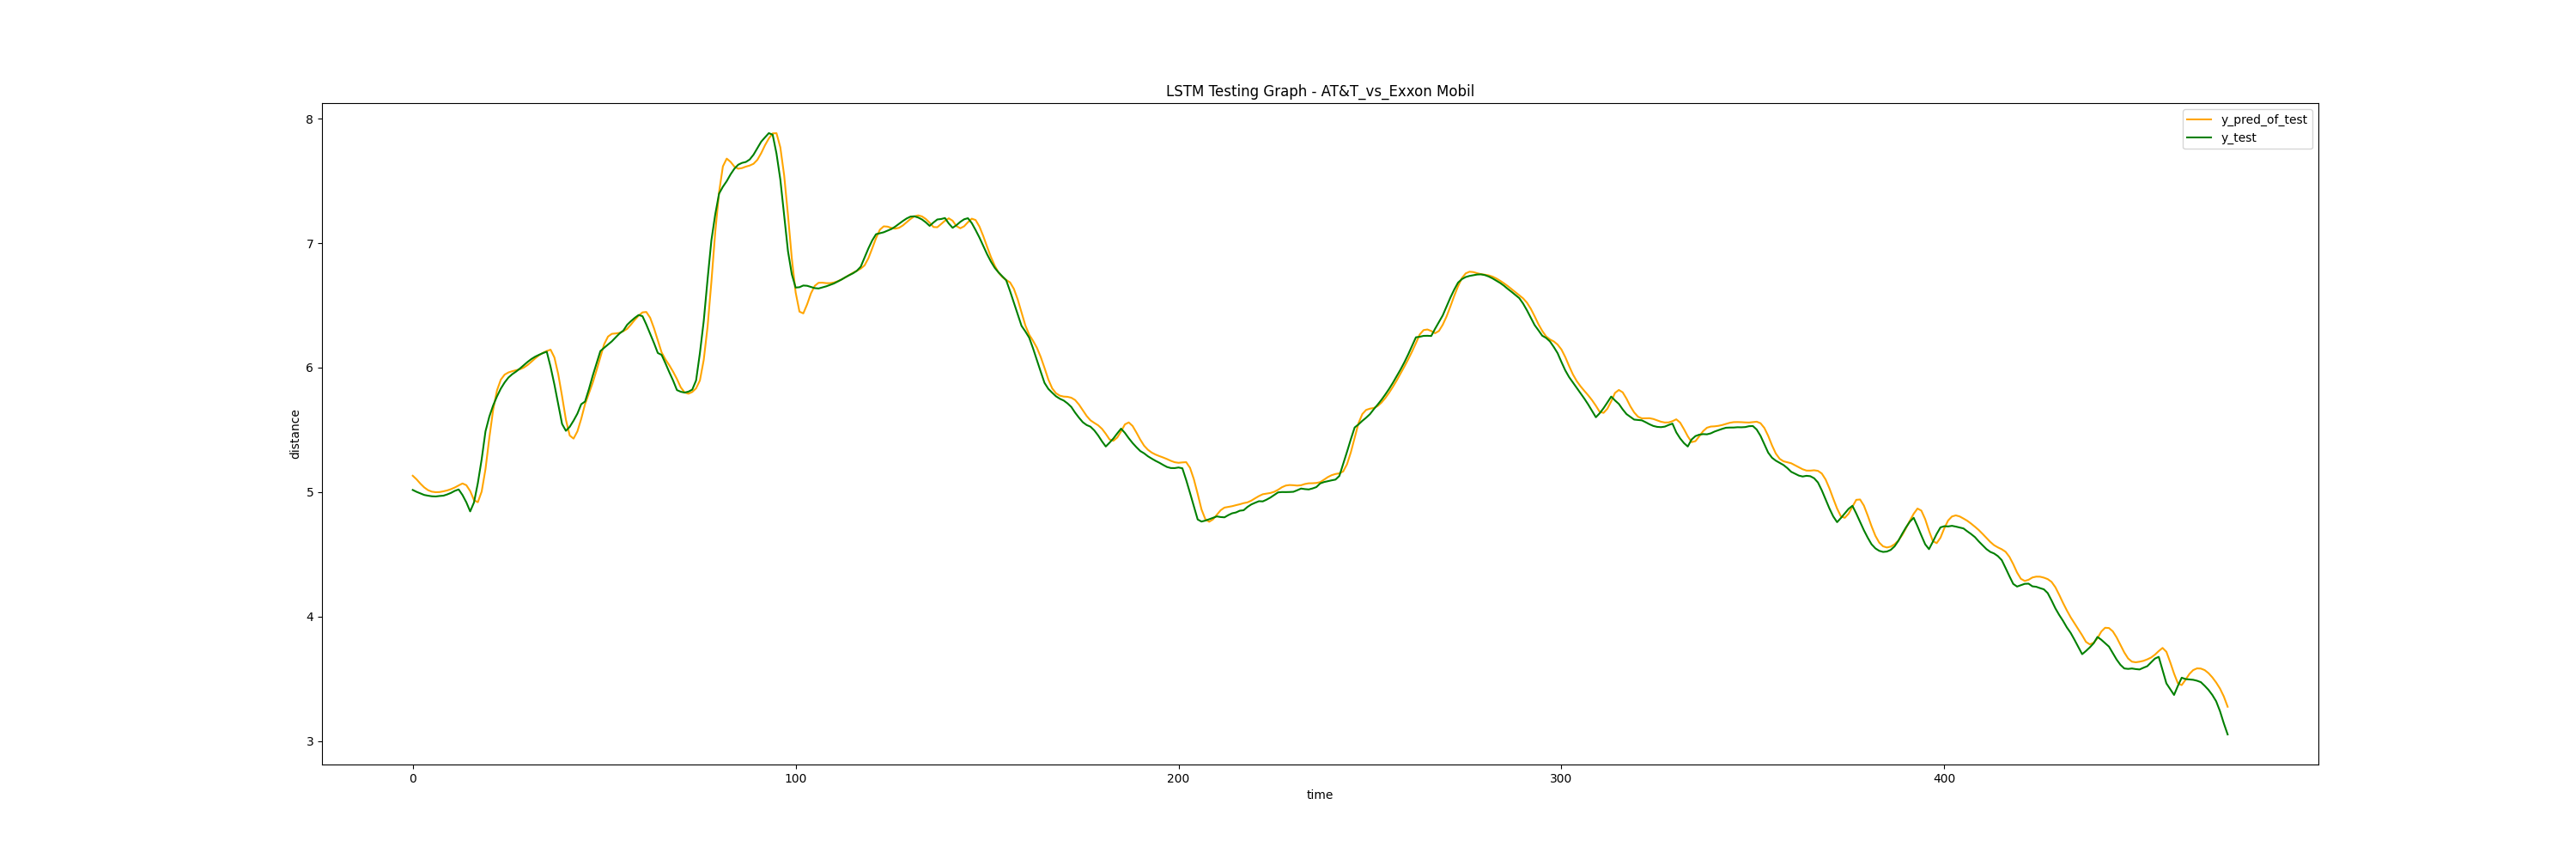 LSTM Testing Graph - AT&T_vs_Exxon Mobil
y_pred_of_test
y_test
8
7
6
5
4
3
distance
0 100 200 300 400
time